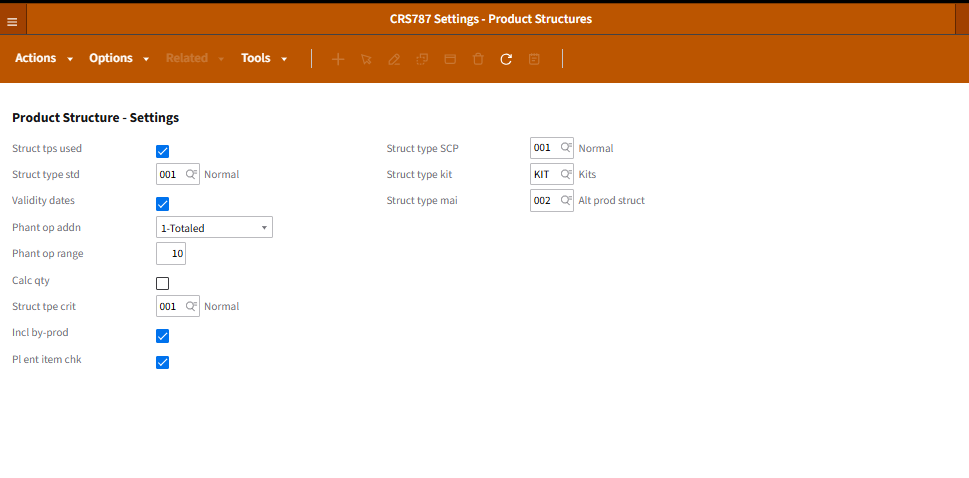 CRS787 Settings - Product Structures
Actions Options Related Tools
Product Structure - Settings
Struct tps used
Struct type std 001 Normal
Validity dates
Phant op addn 1-Totaled
Phant op range 10
Calc qty
Struct tpe crit 001 Normal
Incl by-prod
Pl ent item chk
Struct type SCP 001 Normal
Struct type kit KIT Kits
Struct type mai 002 Alt prod struct